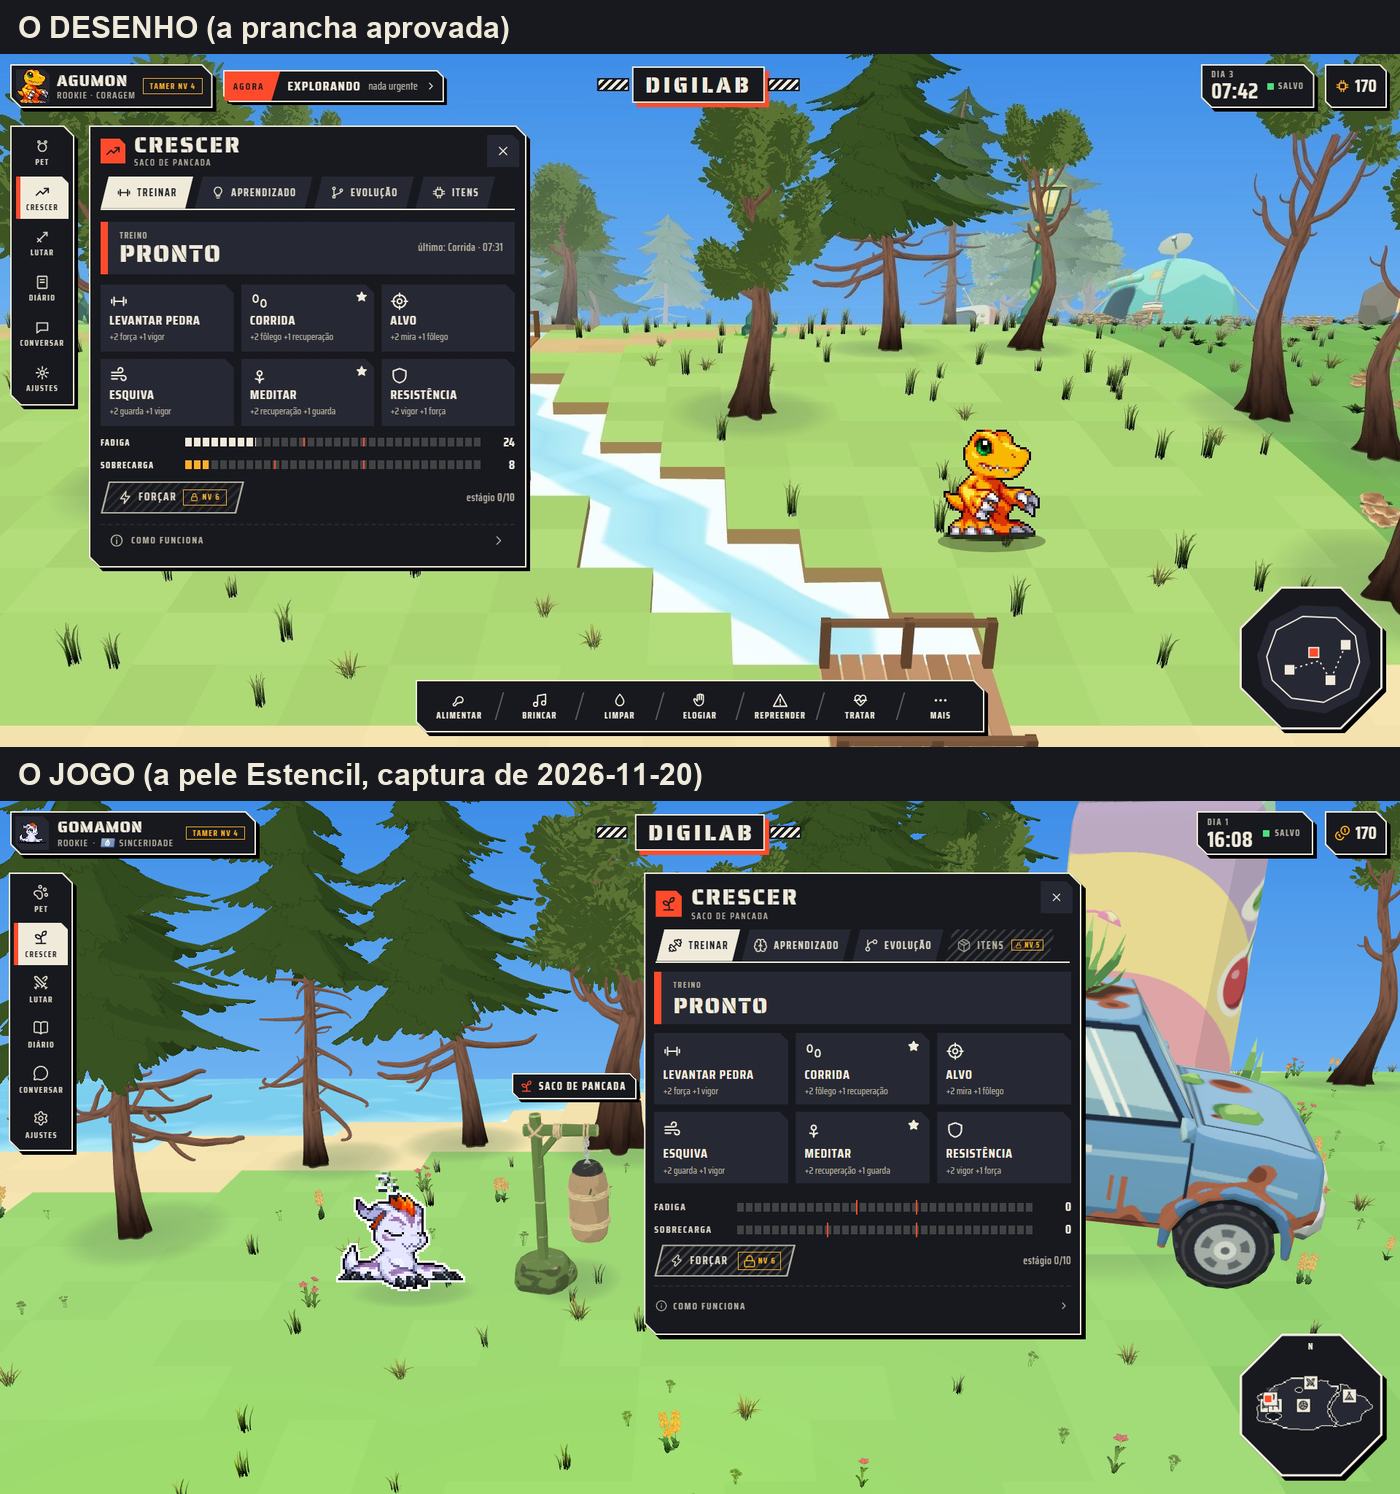 O DESENHO (a prancha aprovada)
AGUMON
ROOKIE · CORAGEM
TAMER NV 4
AGORA EXPLORANDO nada urgente
DIGILAB
DIA 3
07:42 SALVO
170
PET
CRESCER
LUTAR
DIÁRIO
CONVERSAR
AJUSTES
CRESCER
SACO DE PANCADA
TREINAR APRENDIZADO EVOLUÇÃO ITENS
TREINO
PRONTO
último: Corrida · 07:31
LEVANTAR PEDRA
+2 força +1 vigor
CORRIDA
+2 fôlego +1 recuperação
ALVO
+2 mira +1 fôlego
ESQUIVA
+2 guarda +1 vigor
MEDITAR
+2 recuperação +1 guarda
RESISTÊNCIA
+2 vigor +1 força
FADIGA 24
SOBRECARGA 8
FORÇAR NV 6 estágio 0/10
COMO FUNCIONA
ALIMENTAR BRINCAR LIMPAR ELOGIAR REPREENDER TRATAR MAIS
O JOGO (a pele Estencil, captura de 2026-11-20)
GOMAMON
ROOKIE · SINCERIDADE
TAMER NV 4
DIGILAB
DIA 1
16:08 SALVO
170
PET
CRESCER
LUTAR
DIÁRIO
CONVERSAR
AJUSTES
SACO DE PANCADA
CRESCER
SACO DE PANCADA
TREINAR APRENDIZADO EVOLUÇÃO ITENS NV 5
TREINO
PRONTO
LEVANTAR PEDRA
+2 força +1 vigor
CORRIDA
+2 fôlego +1 recuperação
ALVO
+2 mira +1 fôlego
ESQUIVA
+2 guarda +1 vigor
MEDITAR
+2 recuperação +1 guarda
RESISTÊNCIA
+2 vigor +1 força
FADIGA 0
SOBRECARGA 0
FORÇAR NV 6 estágio 0/10
COMO FUNCIONA
N